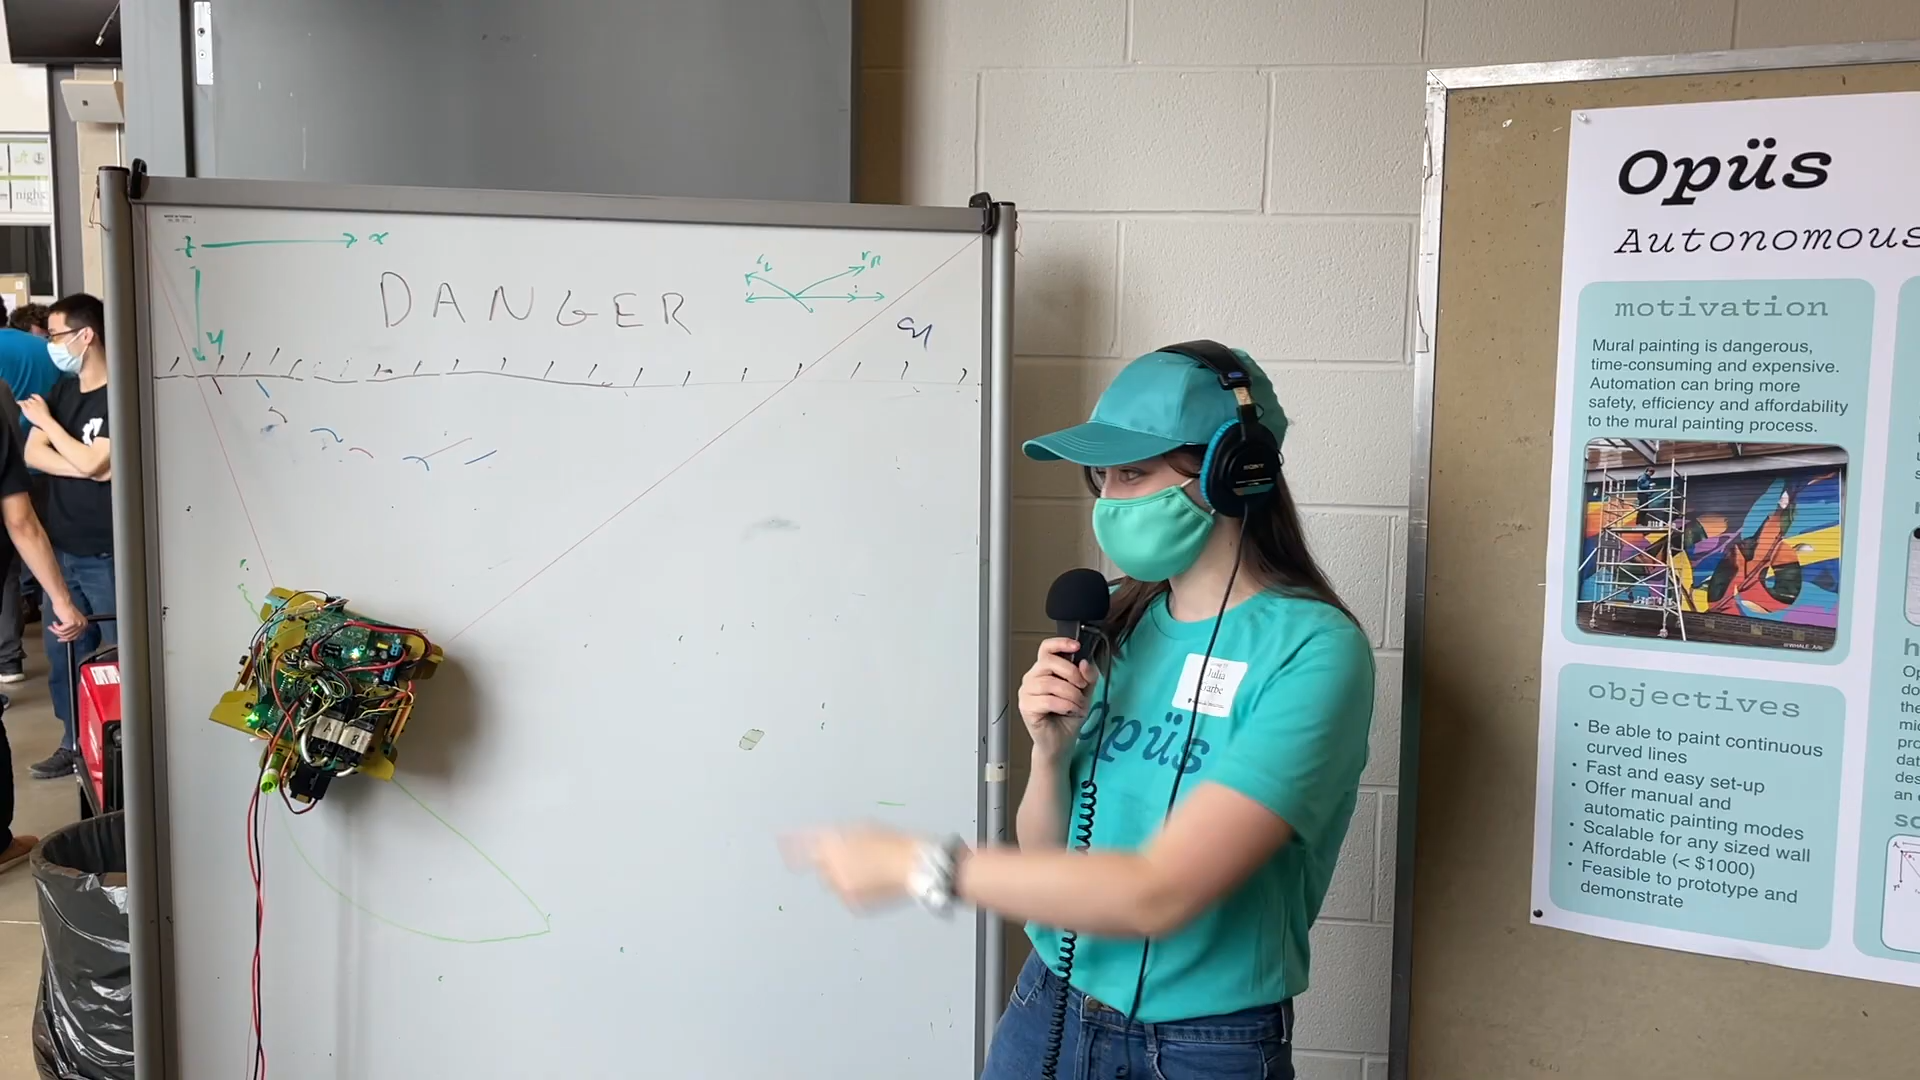 x
DANGER
y
Opüs
Autonomous
motivation
Mural painting is dangerous,
time-consuming and expensive.
Automation can bring more
safety, efficiency and affordability
to the mural painting process.
objectives
• Be able to paint continuous
curved lines
• Fast and easy set-up
• Offer manual and
automatic painting modes
• Scalable for any sized wall
• Affordable (< $1000)
• Feasible to prototype and
demonstrate
SONY
Julia
opüs
A 8